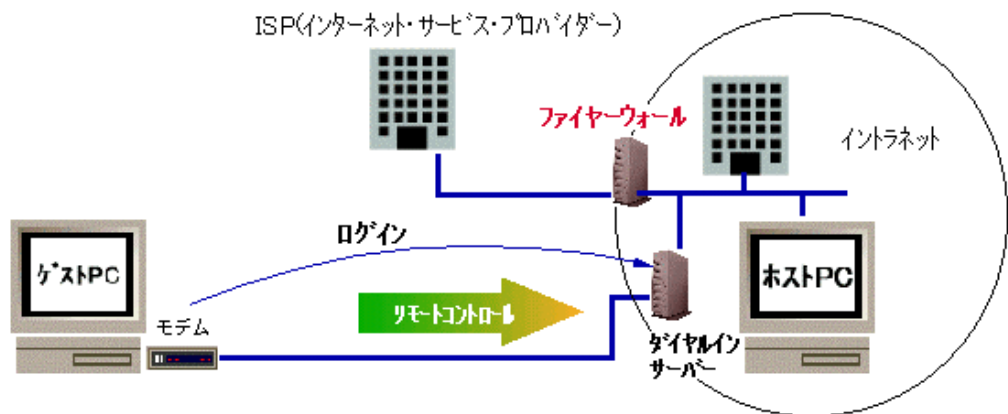 ISP(インターネット・サービス・プロバイダー)
ファイヤーウォール
イントラネット
ログイン
ゲストPC
ホストPC
リモートコントロール
モデム
ダイヤルイン
サーバー